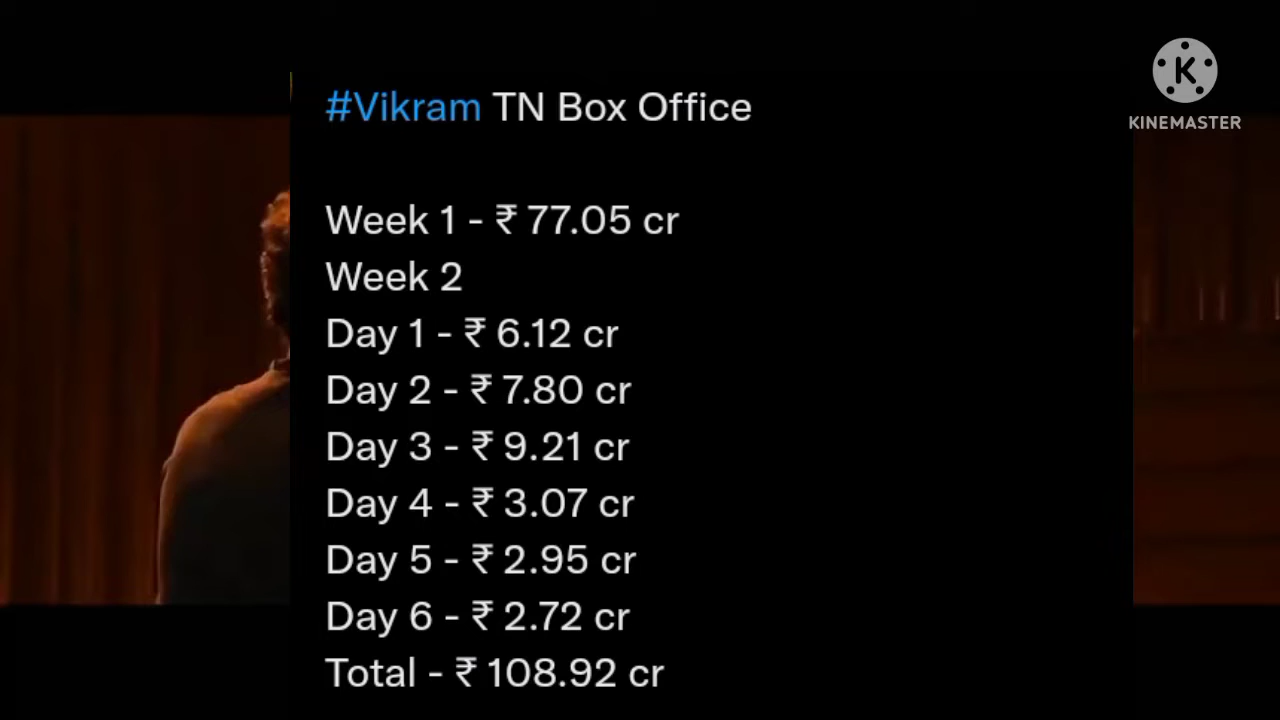 #Vikram TN Box Office
Week 1 - ₹ 77.05 cr
Week 2
Day 1 - ₹ 6.12 cr
Day 2 - ₹ 7.80 cr
Day 3 - ₹ 9.21 cr
Day 4 - ₹ 3.07 cr
Day 5 - ₹ 2.95 cr
Day 6 - ₹ 2.72 cr
Total - ₹ 108.92 cr
K
KINEMASTER